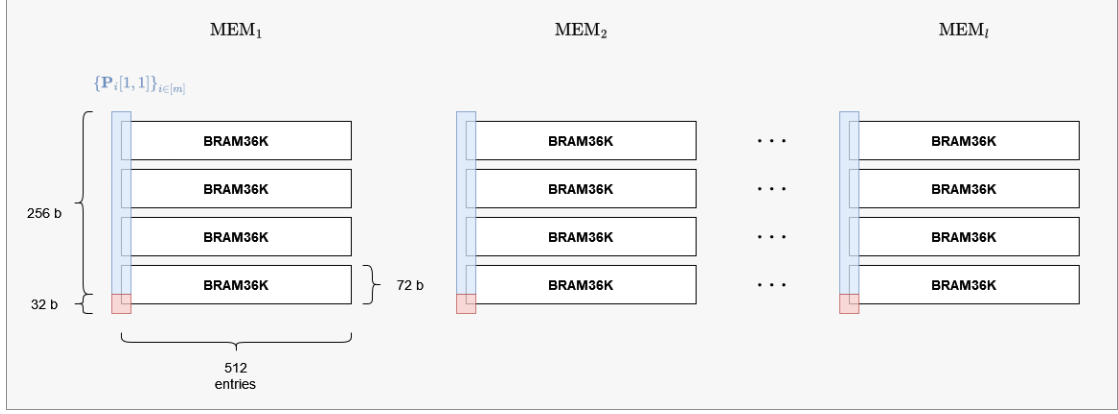 MEM₁
MEM₂
MEMₗ
{P_i[1, 1]}_{i∈[m]}
BRAM36K
BRAM36K
· · ·
BRAM36K
BRAM36K
BRAM36K
· · ·
BRAM36K
256 b
BRAM36K
BRAM36K
· · ·
BRAM36K
BRAM36K
72 b
BRAM36K
· · ·
BRAM36K
32 b
512
entries